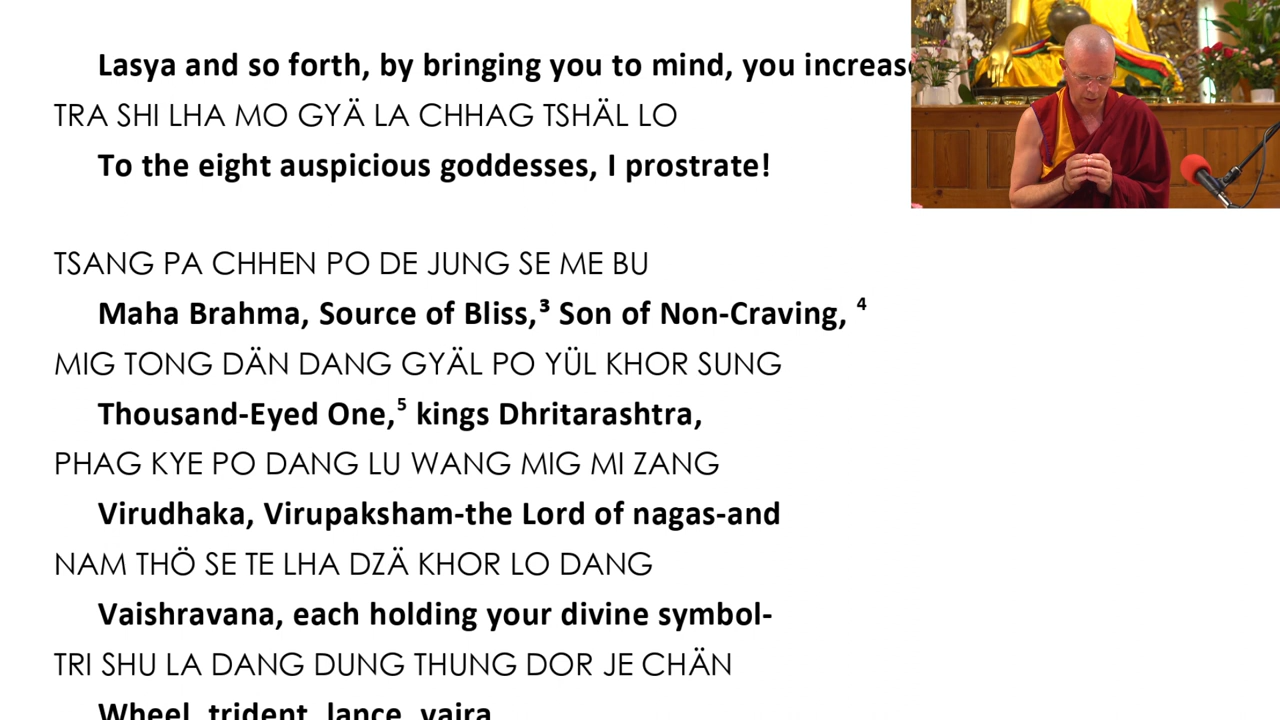 Lasya and so forth, by bringing you to mind, you increase
TRA SHI LHA MO GYÄ LA CHHAG TSHÄL LO
To the eight auspicious goddesses, I prostrate!
TSANG PA CHHEN PO DE JUNG SE ME BU
Maha Brahma, Source of Bliss,³ Son of Non-Craving, ⁴
MIG TONG DÄN DANG GYÄL PO YÜL KHOR SUNG
Thousand-Eyed One,⁵ kings Dhritarashtra,
PHAG KYE PO DANG LU WANG MIG MI ZANG
Virudhaka, Virupaksham-the Lord of nagas-and
NAM THÖ SE TE LHA DZÄ KHOR LO DANG
Vaishravana, each holding your divine symbol-
TRI SHU LA DANG DUNG THUNG DOR JE CHÄN
Wheel, trident, lance, vajra